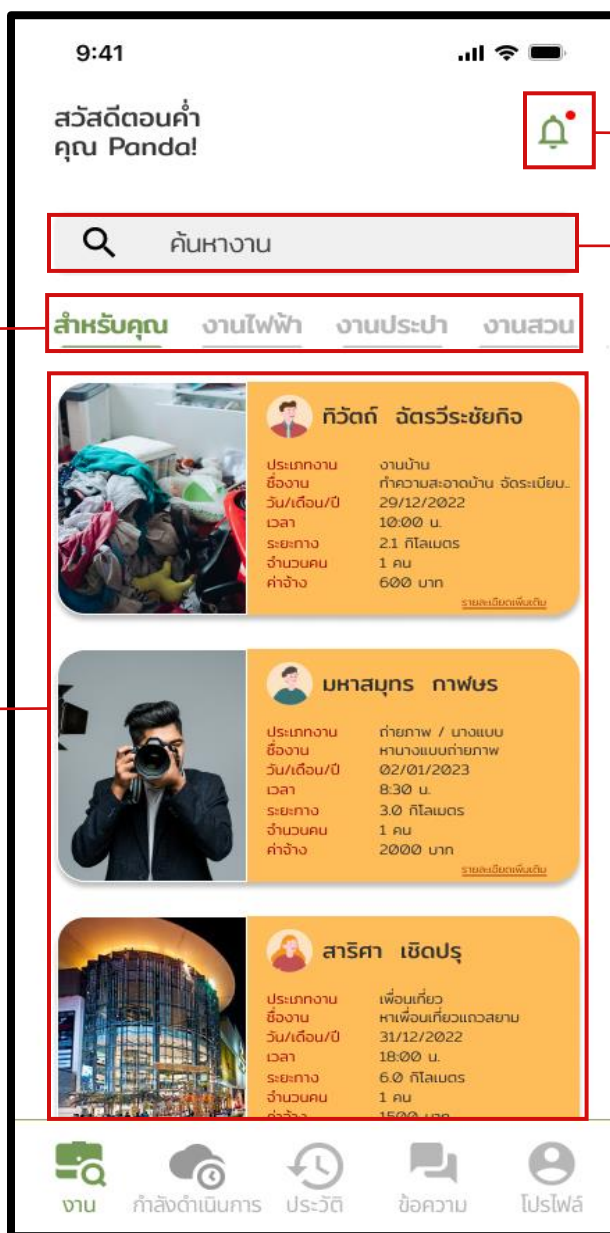 9:41
สวัสดีตอนค่ำ
คุณ Panda!
ค้นหางาน
สำหรับคุณ งานไฟฟ้า งานประปา งานสวน
ทิวัตถ์ ฉัตรวีระชัยกิจ
ประเภทงาน งานบ้าน
ชื่องาน ทำความสะอาดบ้าน จัดระเบียบ..
วัน/เดือน/ปี 29/12/2022
เวลา 10:00 น.
ระยะทาง 2.1 กิโลเมตร
จำนวนคน 1 คน
ค่าจ้าง 600 บาท
รายละเอียดเพิ่มเติม
มหาสมุทร กาฬษร
ประเภทงาน ถ่ายภาพ / นางแบบ
ชื่องาน หานางแบบถ่ายภาพ
วัน/เดือน/ปี 02/01/2023
เวลา 8:30 น.
ระยะทาง 3.0 กิโลเมตร
จำนวนคน 1 คน
ค่าจ้าง 2000 บาท
รายละเอียดเพิ่มเติม
สาริศา เชิดปรุ
ประเภทงาน เพื่อนเที่ยว
ชื่องาน หาเพื่อนเที่ยวแถวสยาม
วัน/เดือน/ปี 31/12/2022
เวลา 18:00 น.
ระยะทาง 6.0 กิโลเมตร
จำนวนคน 1 คน
ค่าจ้าง 1500 บาท
งาน กำลังดำเนินการ ประวัติ ข้อความ โปรไฟล์